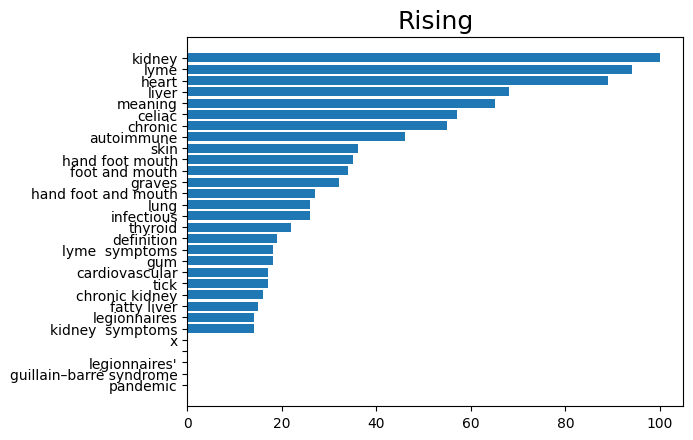 Rising
kidney
lyme
heart
liver
meaning
celiac
chronic
autoimmune
skin
hand foot mouth
foot and mouth
graves
hand foot and mouth
lung
infectious
thyroid
definition
lyme  symptoms
gum
cardiovascular
tick
chronic kidney
fatty liver
legionnaires
kidney  symptoms
x
legionnaires'
guillain–barré syndrome
pandemic
0 20 40 60 80 100